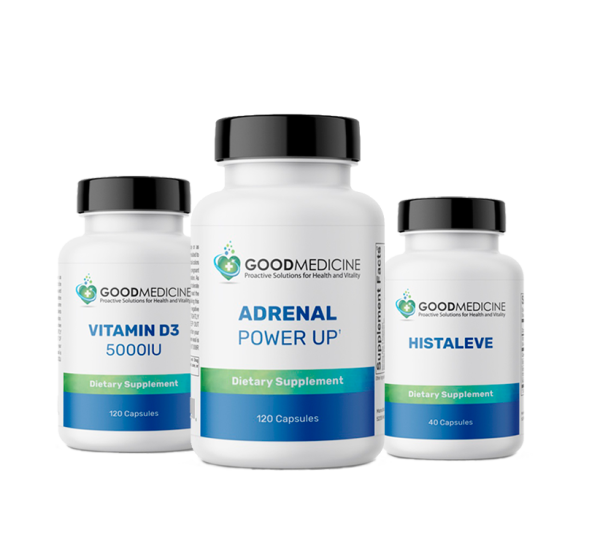 GOODMEDICINE
Proactive Solutions for Health and Vitality
VITAMIN D3
5000IU
Dietary Supplement
120 Capsules
GOODMEDICINE
Proactive Solutions for Health and Vitality
ADRENAL
POWER UP†
Dietary Supplement
120 Capsules
Supplement Facts
GOODMEDICINE
Proactive Solutions for Health and Vitality
HISTALEVE
Dietary Supplement
40 Capsules